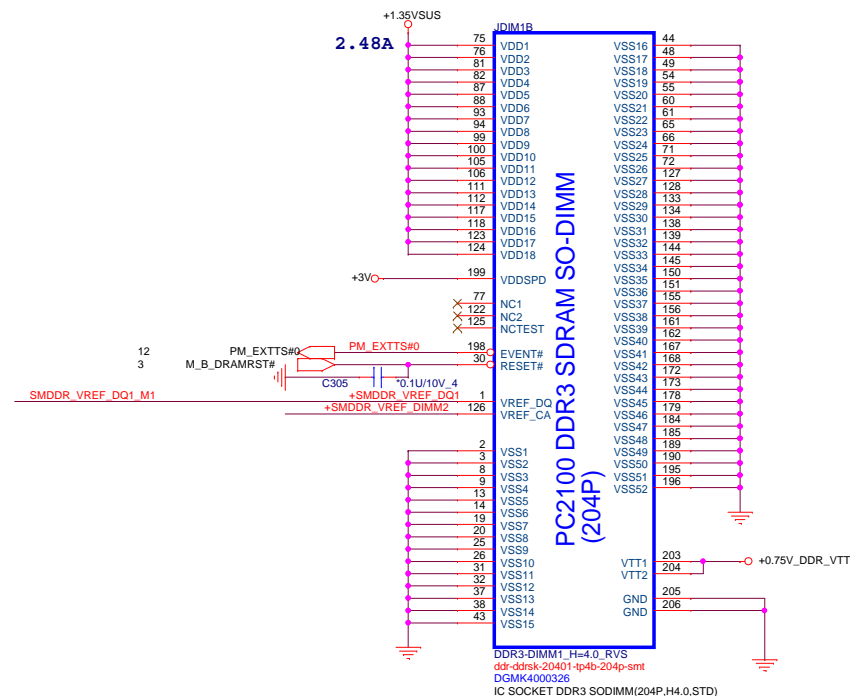 +1.35VSUS
2.48A
JDIM1B
75 VDD1 VSS16 44
76 VDD2 VSS17 48
81 VDD3 VSS18 49
82 VDD4 VSS19 54
87 VDD5 VSS20 55
88 VDD6 VSS21 60
93 VDD7 VSS22 61
94 VDD8 VSS23 65
99 VDD9 VSS24 66
100 VDD10 VSS25 71
105 VDD11 VSS26 72
106 VDD12 VSS27 127
111 VDD13 VSS28 128
112 VDD14 VSS29 133
117 VDD15 VSS30 134
118 VDD16 VSS31 138
123 VDD17 VSS32 139
124 VDD18 VSS33 144
VSS34 145
+3V 199 VDDSPD VSS35 150
VSS36 151
77 NC1 VSS37 155
122 NC2 VSS38 156
125 NCTEST VSS39 161
VSS40 162
12 PM_EXTTS#0 PM_EXTTS#0 198 EVENT# VSS41 167
3 M_B_DRAMRST# 30 RESET# VSS42 168
VSS43 172
C305 *0.1U/10V_4 VSS44 173
SMDDR_VREF_DQ1_M1 +SMDDR_VREF_DQ1 1 VREF_DQ VSS45 178
+SMDDR_VREF_DIMM2 126 VREF_CA VSS46 179
VSS47 184
VSS48 185
2 VSS1 VSS49 189
3 VSS2 VSS50 190
8 VSS3 VSS51 195
9 VSS4 VSS52 196
13 VSS5
14 VSS6
19 VSS7
20 VSS8
25 VSS9
26 VSS10 VTT1 203 +0.75V_DDR_VTT
31 VSS11 VTT2 204
32 VSS12
37 VSS13 GND 205
38 VSS14 GND 206
43 VSS15
PC2100 DDR3 SDRAM SO-DIMM
(204P)
DDR3-DIMM1_H=4.0_RVS
ddr-ddrsk-20401-tp4b-204p-smt
DGMK4000326
IC SOCKET DDR3 SODIMM(204P,H4.0,STD)